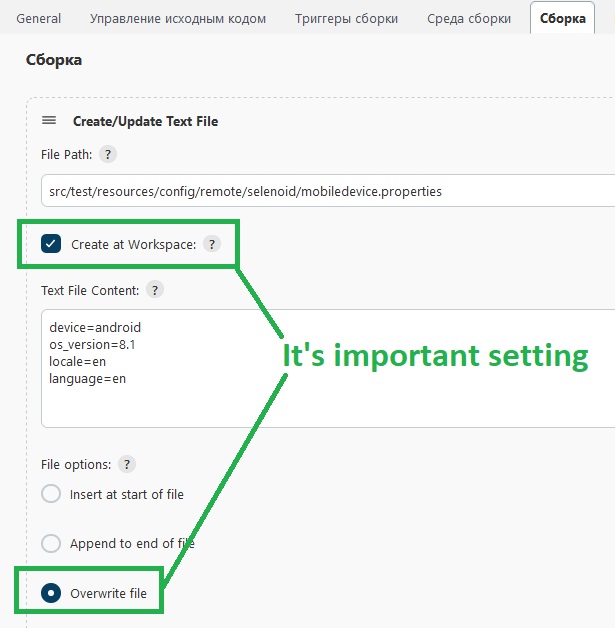 General Управление исходным кодом Триггеры сборки Среда сборки Сборка
Сборка
Create/Update Text File
File Path: ?
src/test/resources/config/remote/selenoid/mobiledevice.properties
Create at Workspace: ?
Text File Content: ?
device=android
os_version=8.1
locale=en
language=en
It's important setting
File options: ?
Insert at start of file
Append to end of file
Overwrite file